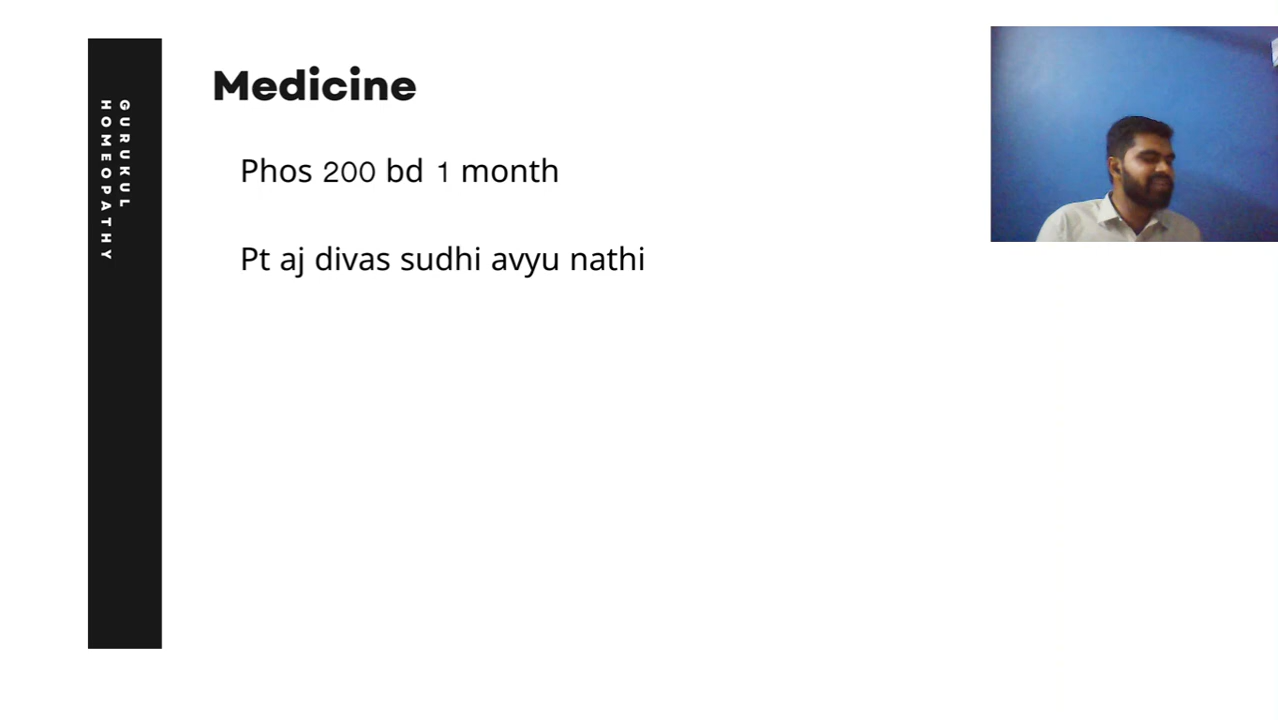 GURUKUL
HOMEOPATHY
Medicine
Phos 200 bd 1 month
Pt aj divas sudhi avyu nathi